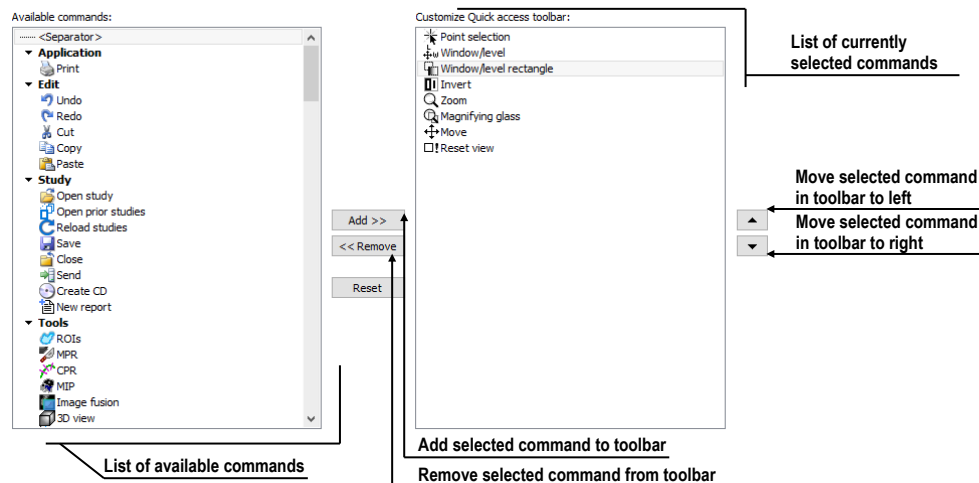 Available commands:
<Separator>
Application
Print
Edit
Undo
Redo
Cut
Copy
Paste
Study
Open study
Open prior studies
Reload studies
Save
Close
Send
Create CD
New report
Tools
ROIs
MPR
CPR
MIP
Image fusion
3D view
List of available commands
Add >>
<< Remove
Reset
Customize Quick access toolbar:
Point selection
Window/level
Window/level rectangle
Invert
Zoom
Magnifying glass
Move
Reset view
Add selected command to toolbar
Remove selected command from toolbar
List of currently
selected commands
Move selected command
in toolbar to left
Move selected command
in toolbar to right